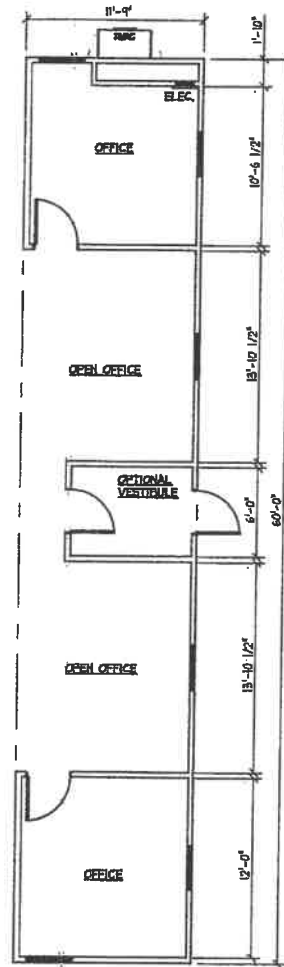 11'-9"
HVAC
1'-10"
ELEC.
OFFICE
10'-6 1/2"
OPEN OFFICE
13'-10 1/2"
OPTIONAL
VESTIBULE
6'-0"
60'-0"
OPEN OFFICE
13'-10 1/2"
OFFICE
12'-0"